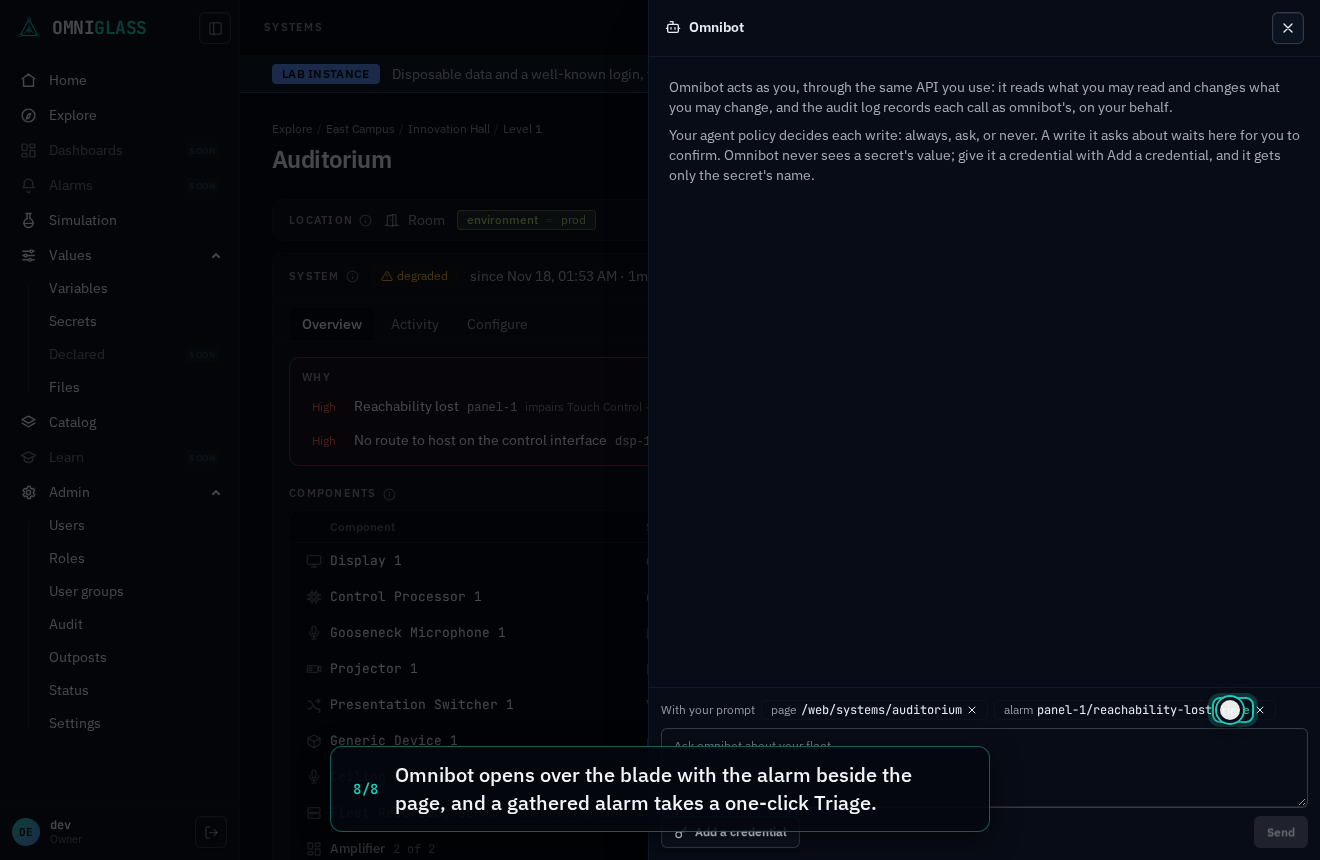 OMNIGLASS
SYSTEMS
Omnibot
LAB INSTANCE Disposable data and a well-known login,
Home
Explore
Dashboards SOON
Alarms SOON
Simulation
Values
Variables
Secrets
Declared SOON
Files
Catalog
Learn SOON
Admin
Users
Roles
User groups
Audit
Outposts
Status
Settings
DE dev
Owner
Explore / East Campus / Innovation Hall / Level 1
Auditorium
LOCATION Room environment = prod
SYSTEM degraded since Nov 18, 01:53 AM · 1m
Overview Activity Configure
WHY
High Reachability lost panel-1 impairs Touch Control
High No route to host on the control interface dsp-1
COMPONENTS
Component
Display 1
Control Processor 1
Gooseneck Microphone 1
Projector 1
Presentation Switcher 1
Generic Device 1
Amplifier 2 of 2
Omnibot acts as you, through the same API you use: it reads what you may read and changes what
you may change, and the audit log records each call as omnibot's, on your behalf.
Your agent policy decides each write: always, ask, or never. A write it asks about waits here for you to
confirm. Omnibot never sees a secret's value; give it a credential with Add a credential, and it gets
only the secret's name.
With your prompt page /web/systems/auditorium alarm panel-1/reachability-lost
Ask omnibot about your fleet
8/8 Omnibot opens over the blade with the alarm beside the
page, and a gathered alarm takes a one-click Triage.
Add a credential Send